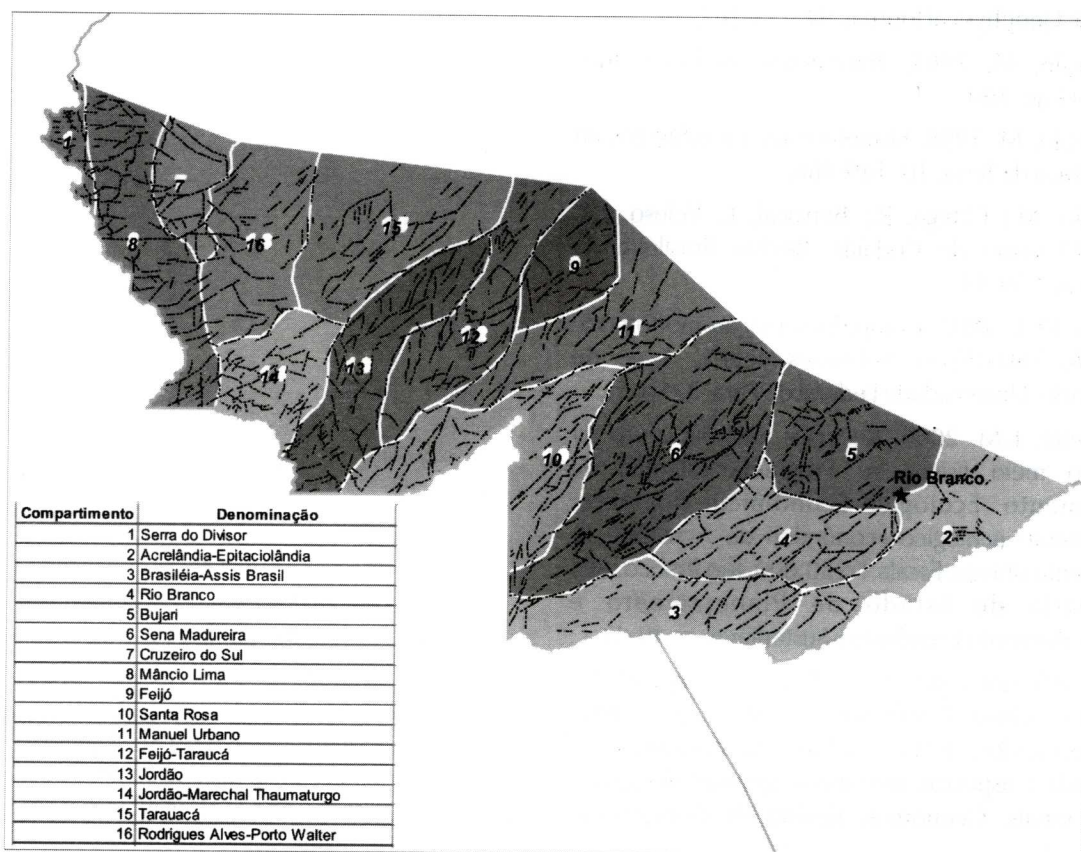 1
7
8
16
15
9
12
11
14
13
10
6
5
Rio Branco
4
2
3
Compartimento Denominação
1 Serra do Divisor
2 Acrelândia-Epitaciolândia
3 Brasiléia-Assis Brasil
4 Rio Branco
5 Bujari
6 Sena Madureira
7 Cruzeiro do Sul
8 Mâncio Lima
9 Feijó
10 Santa Rosa
11 Manuel Urbano
12 Feijó-Taraucá
13 Jordão
14 Jordão-Marechal Thaumaturgo
15 Tarauacá
16 Rodrigues Alves-Porto Walter